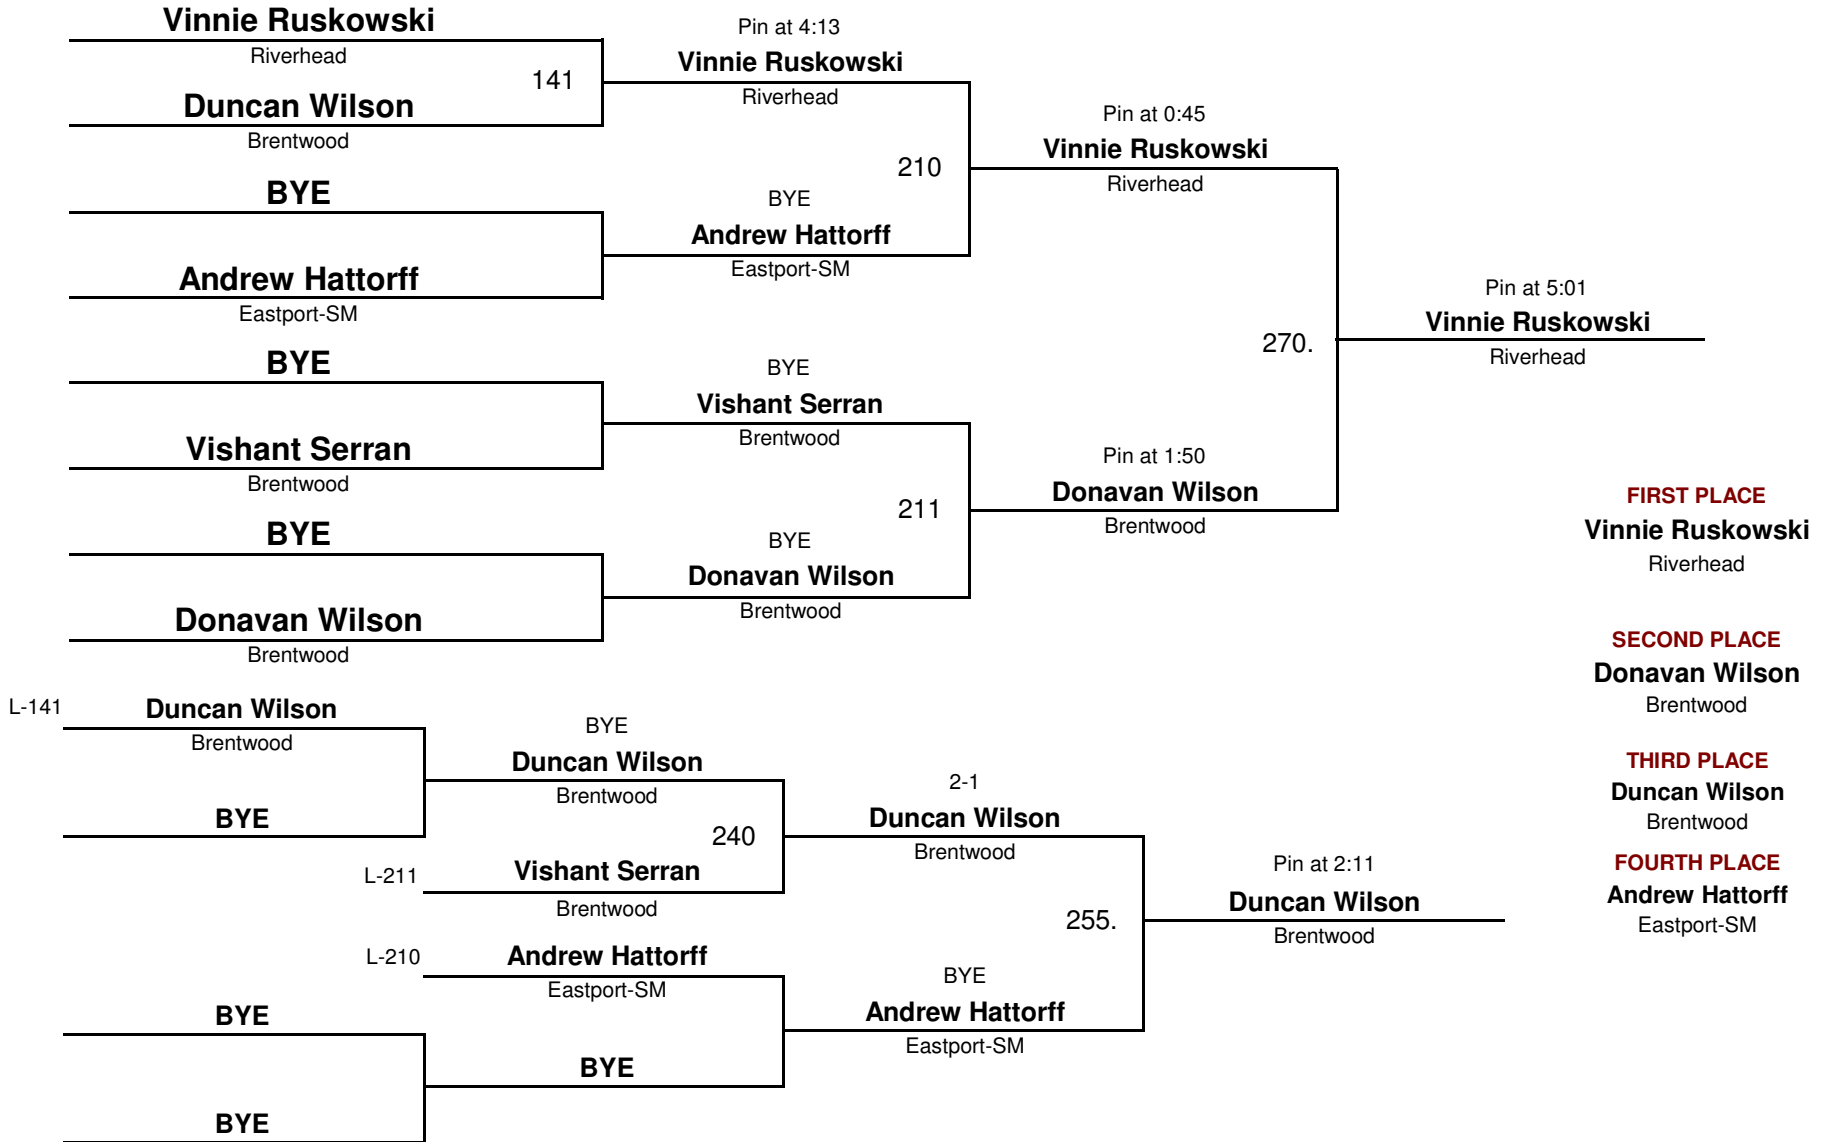 Vinnie Ruskowski
Riverhead
141
Duncan Wilson
Brentwood
BYE
Andrew Hattorff
Eastport-SM
BYE
Vishant Serran
Brentwood
BYE
Donavan Wilson
Brentwood
Pin at 4:13
Vinnie Ruskowski
Riverhead
210
BYE
Andrew Hattorff
Eastport-SM
BYE
Vishant Serran
Brentwood
211
BYE
Donavan Wilson
Brentwood
Pin at 0:45
Vinnie Ruskowski
Riverhead
270.
Pin at 1:50
Donavan Wilson
Brentwood
Pin at 5:01
Vinnie Ruskowski
Riverhead
FIRST PLACE
Vinnie Ruskowski
Riverhead
SECOND PLACE
Donavan Wilson
Brentwood
THIRD PLACE
Duncan Wilson
Brentwood
FOURTH PLACE
Andrew Hattorff
Eastport-SM
L-141
Duncan Wilson
Brentwood
BYE
BYE
Duncan Wilson
Brentwood
240
L-211
Vishant Serran
Brentwood
L-210
Andrew Hattorff
Eastport-SM
BYE
BYE
BYE
2-1
Duncan Wilson
Brentwood
255.
BYE
Andrew Hattorff
Eastport-SM
Pin at 2:11
Duncan Wilson
Brentwood